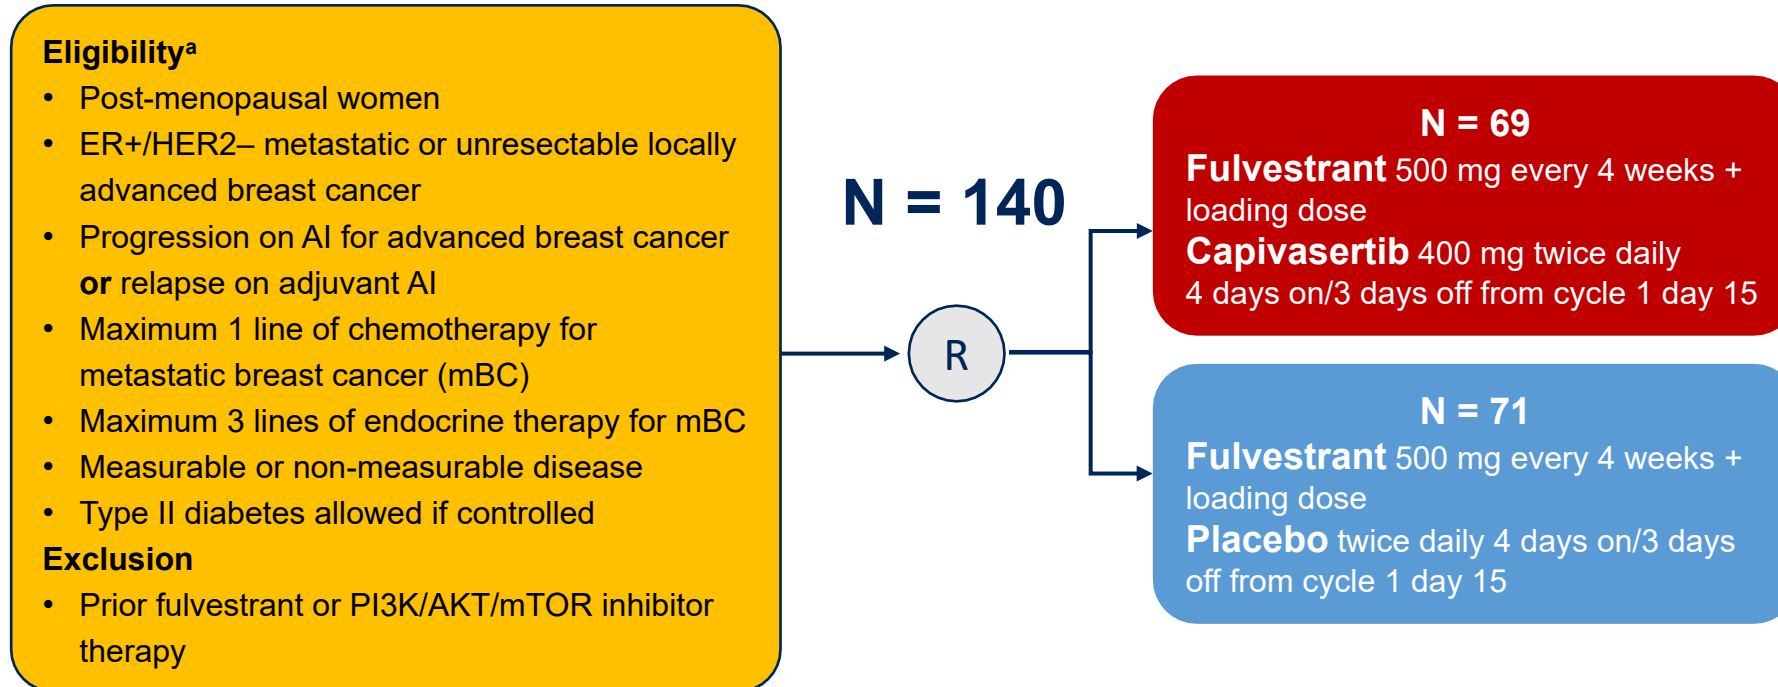 Eligibilityᵃ
• Post-menopausal women
• ER+/HER2– metastatic or unresectable locally
advanced breast cancer
• Progression on AI for advanced breast cancer
or relapse on adjuvant AI
• Maximum 1 line of chemotherapy for
metastatic breast cancer (mBC)
• Maximum 3 lines of endocrine therapy for mBC
• Measurable or non-measurable disease
• Type II diabetes allowed if controlled
Exclusion
• Prior fulvestrant or PI3K/AKT/mTOR inhibitor
therapy
N = 140
R
N = 69
Fulvestrant 500 mg every 4 weeks +
loading dose
Capivasertib 400 mg twice daily
4 days on/3 days off from cycle 1 day 15
N = 71
Fulvestrant 500 mg every 4 weeks +
loading dose
Placebo twice daily 4 days on/3 days
off from cycle 1 day 15